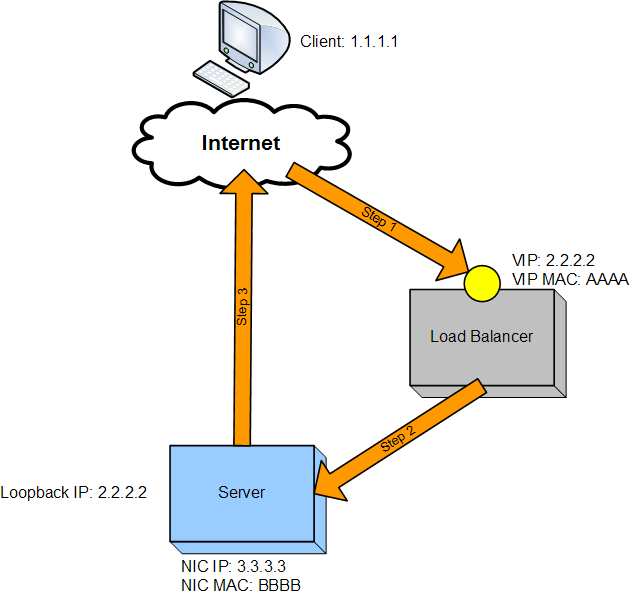 Client: 1.1.1.1
Internet
Step 1
VIP: 2.2.2.2
VIP MAC: AAAA
Load Balancer
Step 3
Step 2
Loopback IP: 2.2.2.2
Server
NIC IP: 3.3.3.3
NIC MAC: BBBB